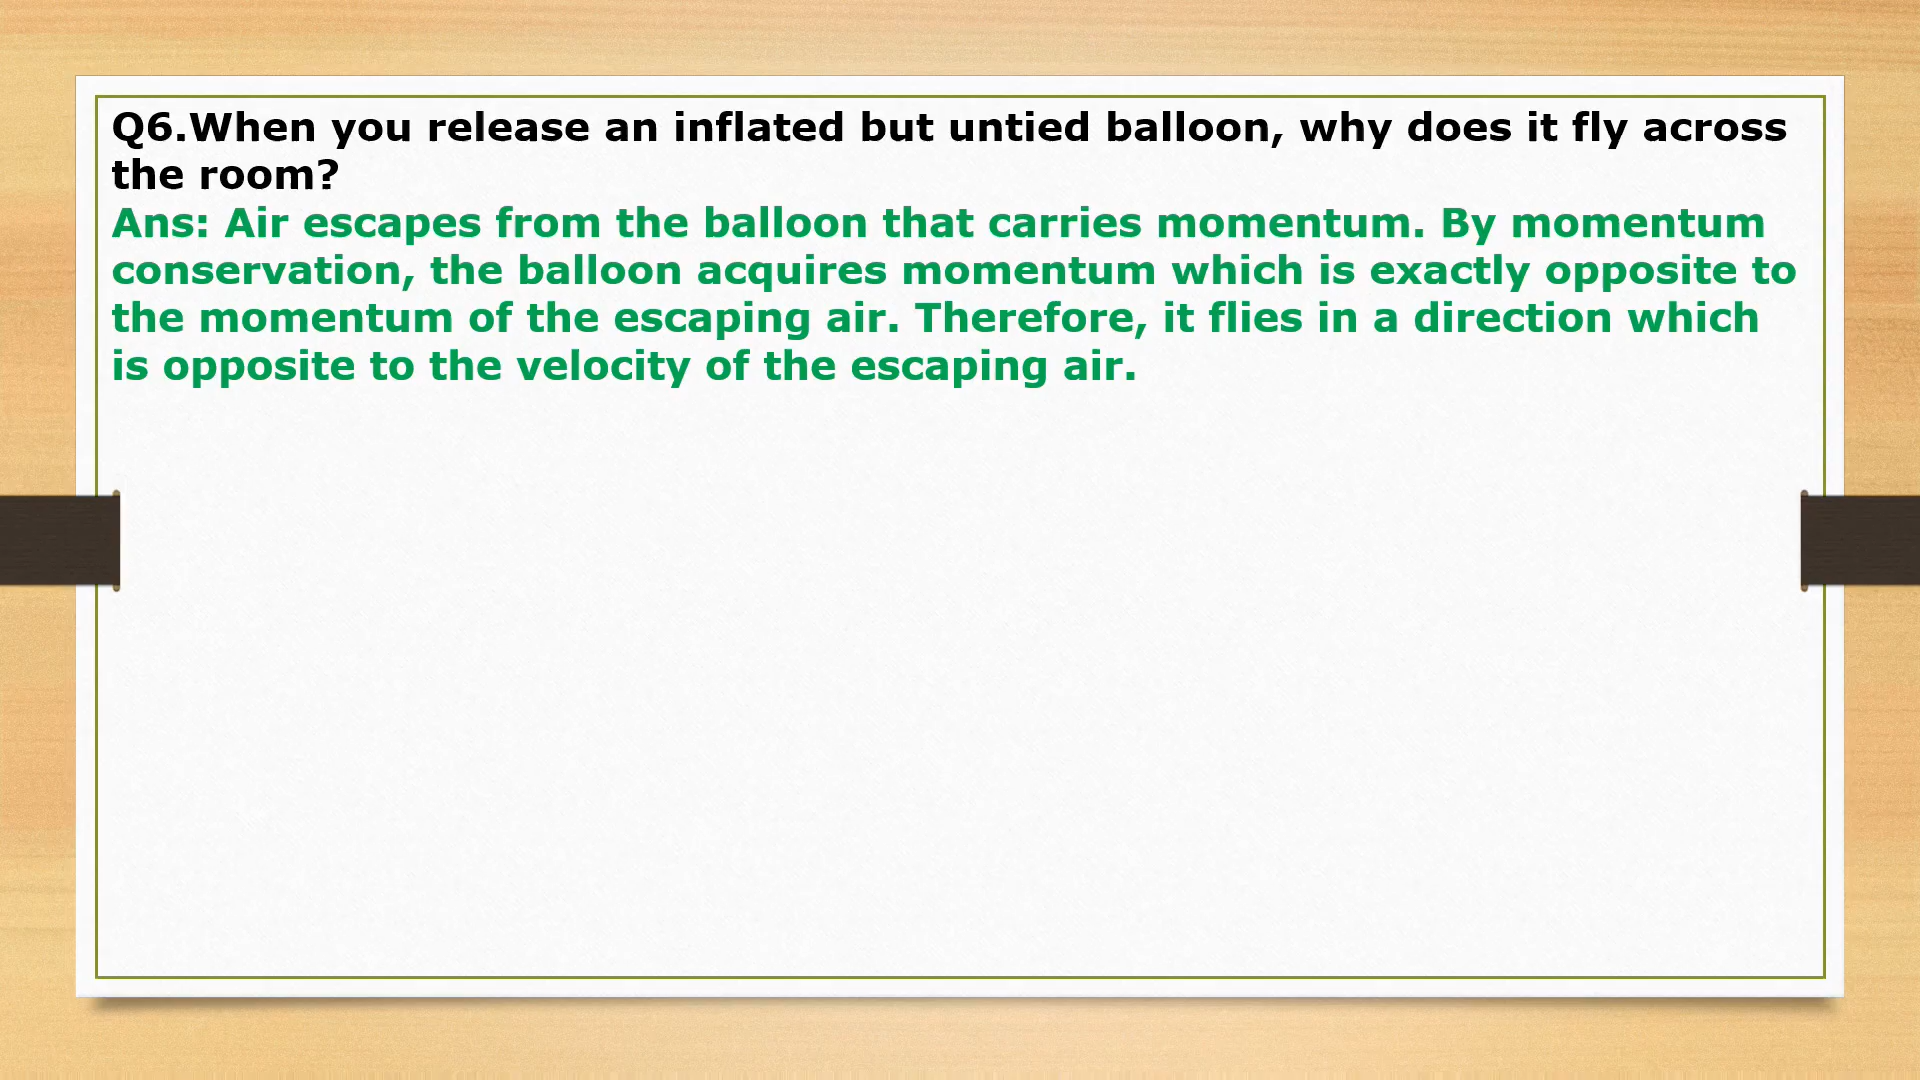 Q6.When you release an inflated but untied balloon, why does it fly across
the room?
Ans: Air escapes from the balloon that carries momentum. By momentum
conservation, the balloon acquires momentum which is exactly opposite to
the momentum of the escaping air. Therefore, it flies in a direction which
is opposite to the velocity of the escaping air.